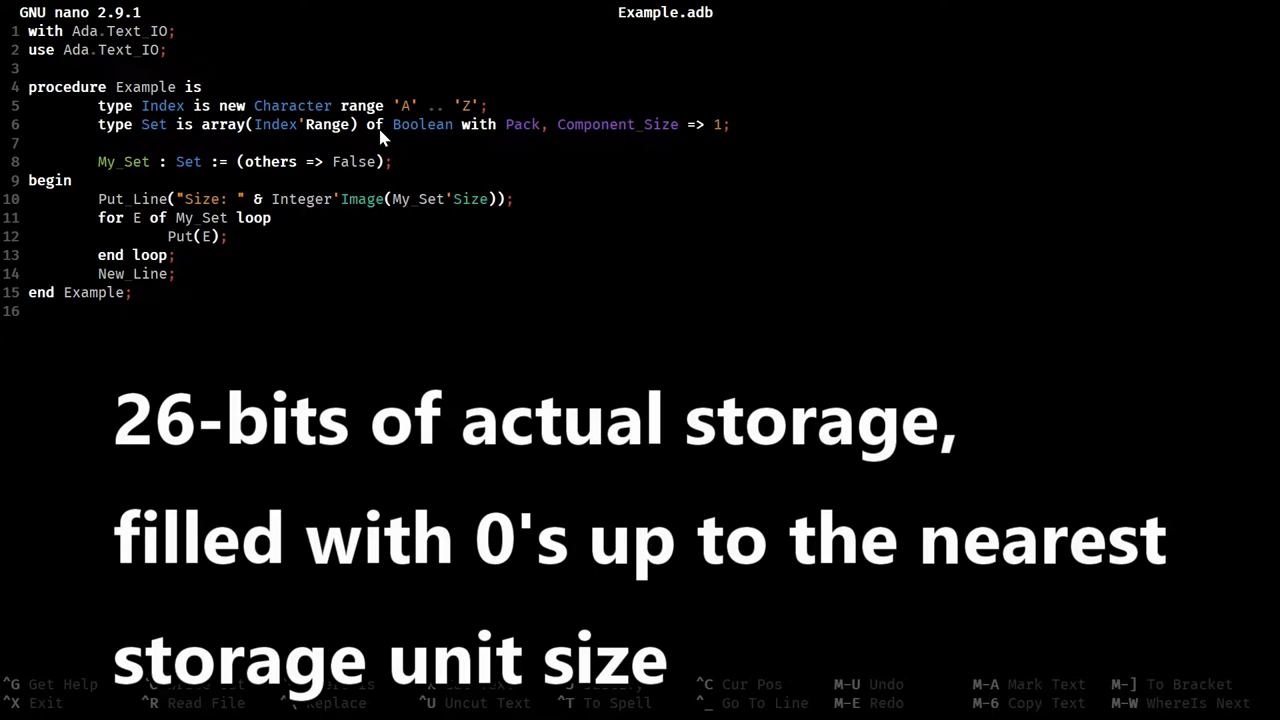 GNU nano 2.9.1 Example.adb
1 with Ada.Text_IO;
2 use Ada.Text_IO;
3
4 procedure Example is
5 type Index is new Character range 'A' .. 'Z';
6 type Set is array(Index'Range) of Boolean with Pack, Component_Size => 1;
7
8 My_Set : Set := (others => False);
9 begin
10 Put_Line("Size: " & Integer'Image(My_Set'Size));
11 for E of My_Set loop
12 Put(E);
13 end loop;
14 New_Line;
15 end Example;
16
26-bits of actual storage,
filled with 0's up to the nearest
storage unit size
^G Get Help ^C Cur Pos M-U Undo M-A Mark Text M-] To Bracket
^X Exit ^R Read File Replace ^U Uncut Text ^T To Spell ^_ Go To Line M-E Redo M-6 Copy Text M-W WhereIs Next